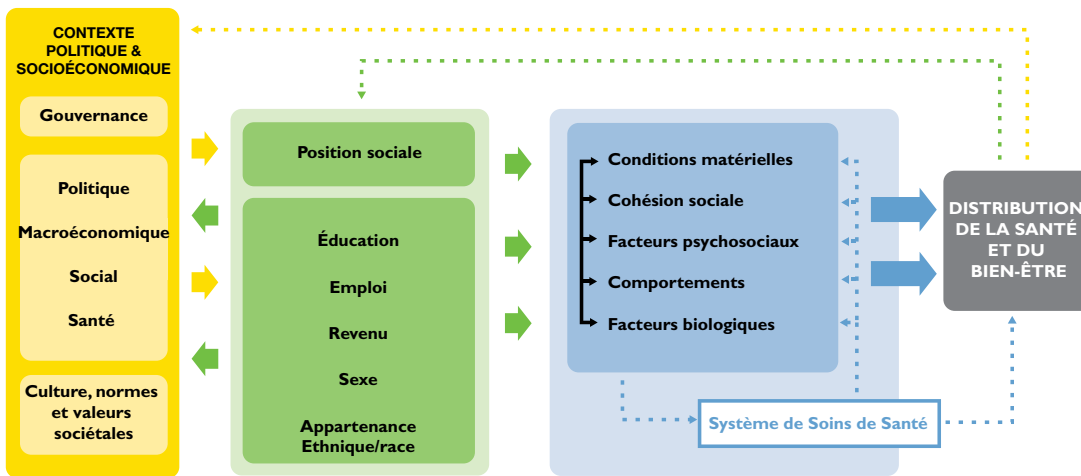 CONTEXTE
POLITIQUE &
SOCIOÉCONOMIQUE
Gouvernance
Politique
Macroéconomique
Social
Santé
Culture, normes
et valeurs
sociétales
Position sociale
Éducation
Emploi
Revenu
Sexe
Appartenance
Ethnique/race
Conditions matérielles
Cohésion sociale
Facteurs psychosociaux
Comportements
Facteurs biologiques
Système de Soins de Santé
DISTRIBUTION
DE LA SANTÉ
ET DU
BIEN-ÊTRE